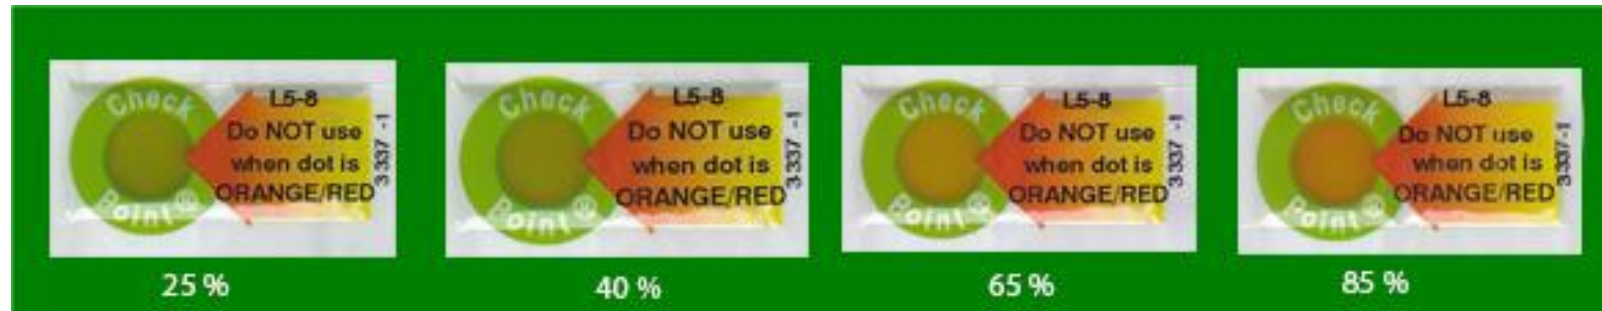 Check
Point®
L5-8
Do NOT use
when dot is
ORANGE/RED
3337 -1
25 %
Check
Point®
L5-8
Do NOT use
when dot is
ORANGE/RED
3337 -1
40 %
Check
Point®
L5-8
Do NOT use
when dot is
ORANGE/RED
3337 -1
65 %
Check
Point®
L5-8
Do NOT use
when dot is
ORANGE/RED
3337-1
85 %